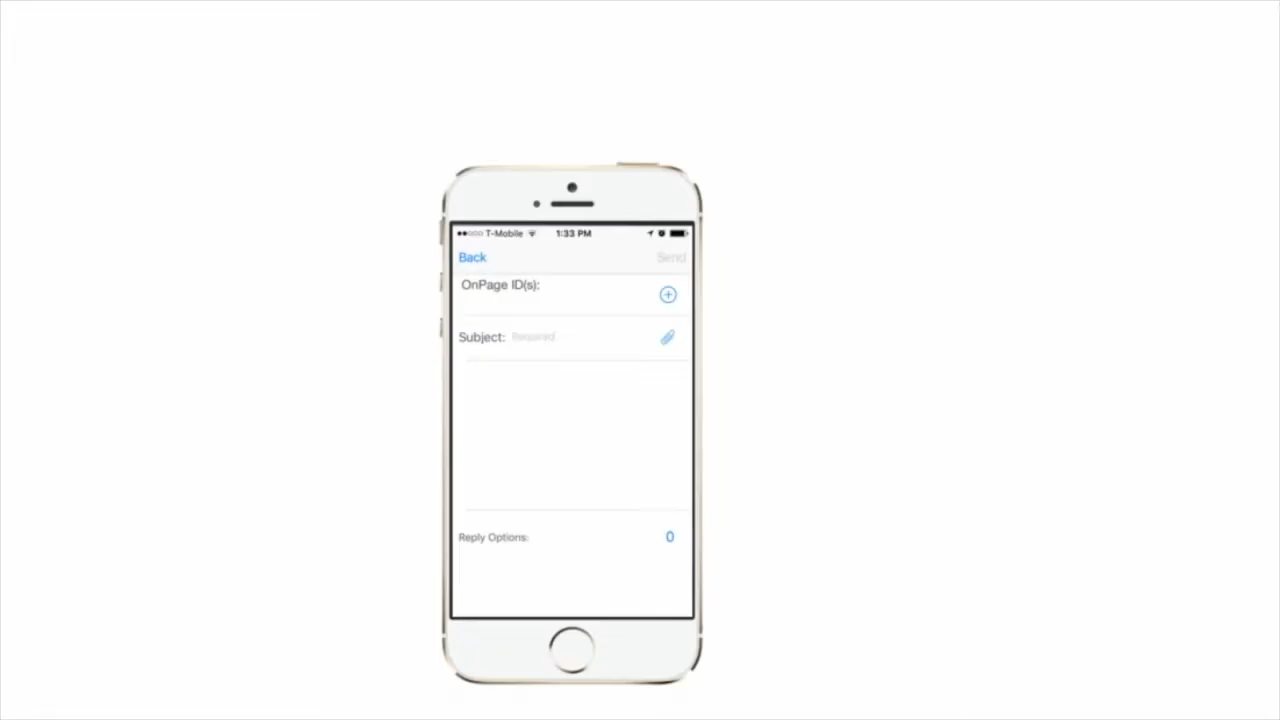 T-Mobile 1:33 PM
Back Send
OnPage ID(s):
Subject: Required
Reply Options: 0